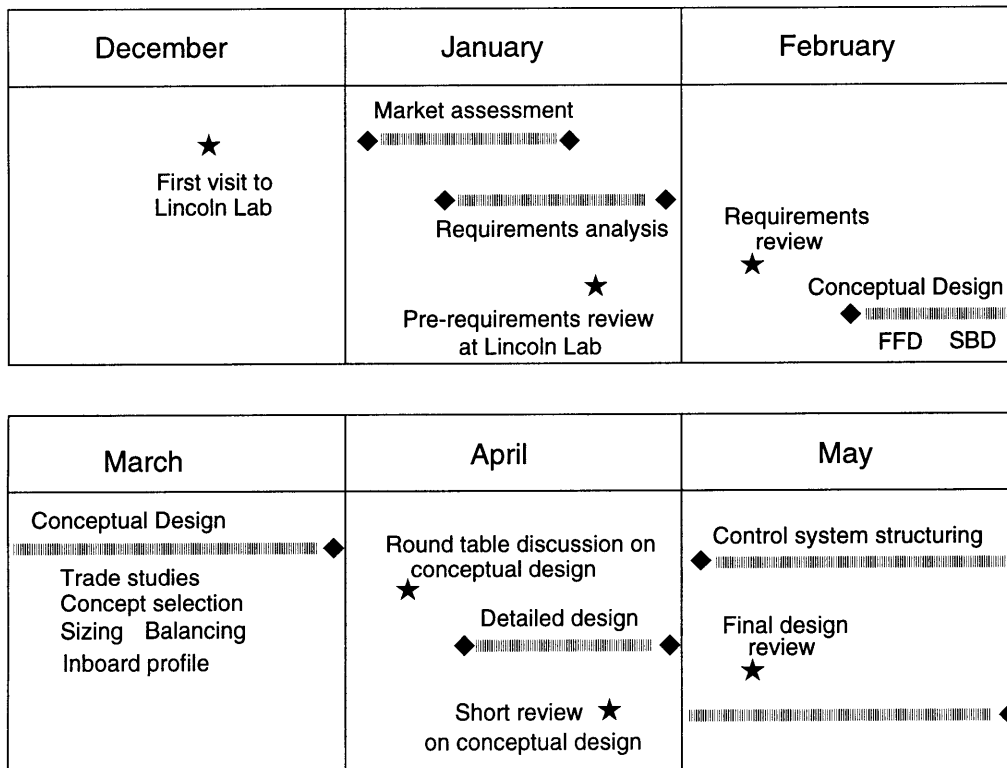 December
January
February
First visit to
Lincoln Lab
Market assessment
Requirements analysis
Pre-requirements review
at Lincoln Lab
Requirements
review
Conceptual Design
FFD SBD
March
April
May
Conceptual Design
Trade studies
Concept selection
Sizing Balancing
Inboard profile
Round table discussion on
conceptual design
Detailed design
Short review
on conceptual design
Control system structuring
Final design
review